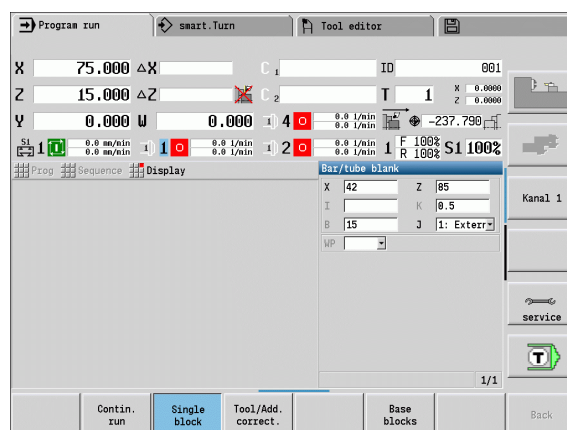 Program run smart.Turn Tool editor
X 75.000 ΔX C 1 ID 001
Z 15.000 ΔZ C 2 T 1 X 0.0000 Z 0.0000
Y 0.000 W 0.000 4 0.0 1/min 0.0 1/min -237.790
S1 1 0.0 mm/min 0.0 mm/min 1 0.0 1/min 0.0 1/min 2 0.0 1/min 0.0 1/min 1 F 100% R 100% S1 100%
Prog Sequence Display
Bar/tube blank
X 42 Z 85
I K 0.5
B 15 J 1: Extern
WP
1/1
Kanal 1
service
T
Contin. run
Single block
Tool/Add. correct.
Base blocks
Back